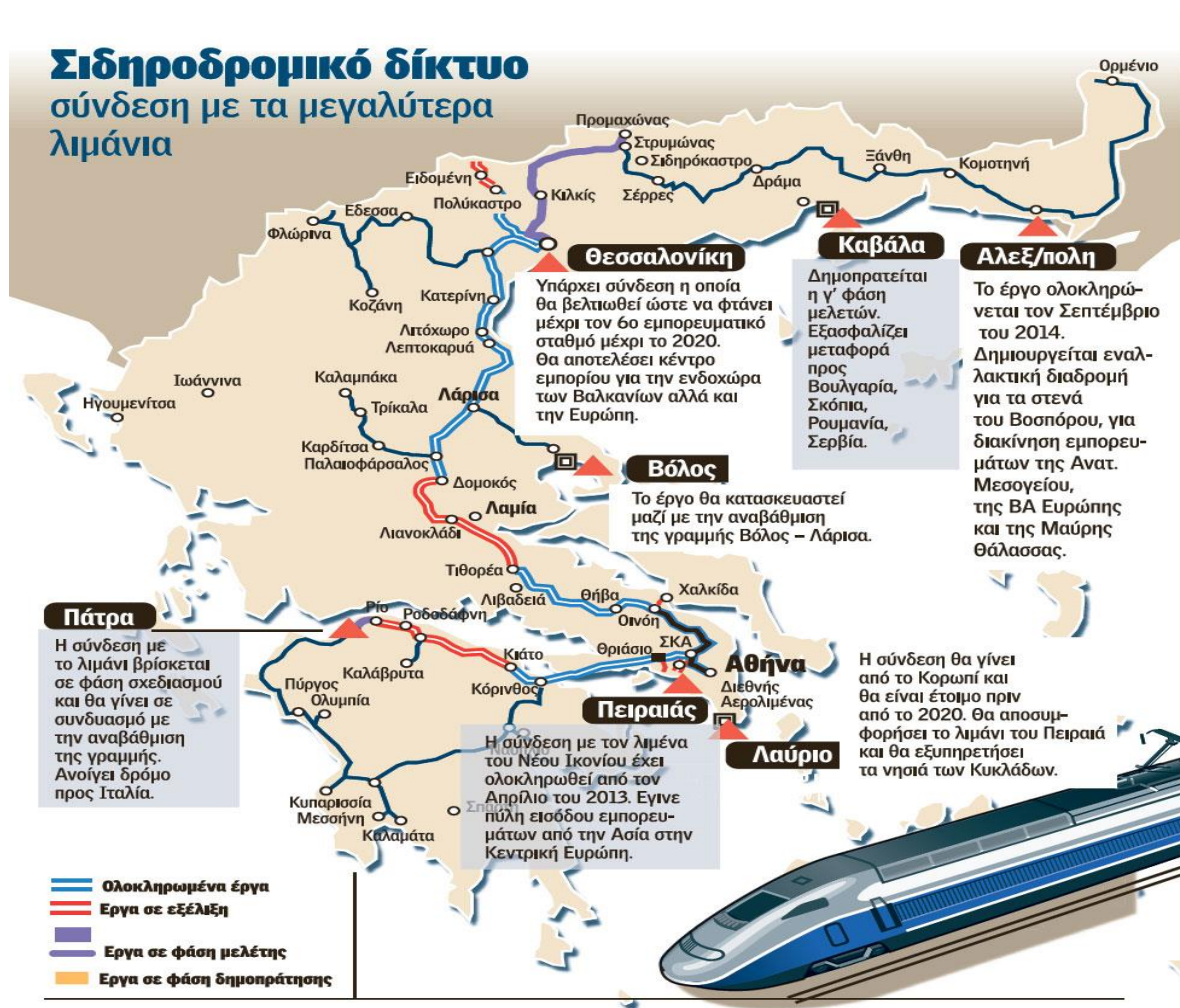 Σιδηροδρομικό δίκτυο
σύνδεση με τα μεγαλύτερα
λιμάνια
Ορμένιο
Προμαχώνας
Στρυμώνας
Σιδηρόκαστρο
Σέρρες
Δράμα
Ξάνθη
Κομοτηνή
Ειδομένη
Πολύκαστρο
Κιλκίς
Εδεσσα
Φλώρινα
Κοζάνη
Κατερίνη
Λιτόχωρο
Λεπτοκαρυά
Θεσσαλονίκη
Υπάρχει σύνδεση η οποία
θα βελτιωθεί ώστε να φτάνει
μέχρι τον 6ο εμπορευματικό
σταθμό μέχρι το 2020.
Θα αποτελέσει κέντρο
εμπορίου για την ενδοχώρα
των Βαλκανίων αλλά και
την Ευρώπη.
Καβάλα
Δημοπρατείται
η γ’ φάση
μελετών.
Εξασφαλίζει
μεταφορά
προς
Βουλγαρία,
Σκόπια,
Ρουμανία,
Σερβία.
Αλεξ/πολη
Το έργο ολοκληρώ-
νεται τον Σεπτέμβριο
του 2014.
Δημιουργείται εναλ-
λακτική διαδρομή
για τα στενά
του Βοσπόρου, για
διακίνηση εμπορευ-
μάτων της Ανατ.
Μεσογείου,
της ΒΑ Ευρώπης
και της Μαύρης
Θάλασσας.
Ιωάννινα
Ηγουμενίτσα
Καλαμπάκα
Τρίκαλα
Λάρισα
Καρδίτσα
Παλαιοφάρσαλος
Δομοκός
Λαμία
Λιανοκλάδι
Βόλος
Το έργο θα κατασκευαστεί
μαζί με την αναβάθμιση
της γραμμής Βόλος – Λάρισα.
Τιθορέα
Λιβαδειά
Θήβα
Χαλκίδα
Οινόη
Πάτρα
Η σύνδεση με
το λιμάνι βρίσκεται
σε φάση σχεδιασμού
και θα γίνει σε
συνδυασμό με
την αναβάθμιση
της γραμμής.
Ανοίγει δρόμο
προς Ιταλία.
Ρίο
Ροδοδάφνη
Καλάβρυτα
Κιάτο
Κόρινθος
Θριάσιο
ΣΚΑ
Αθήνα
Διεθνής
Αερολιμένας
Πύργος
Ολυμπία
Πειραιάς
Η σύνδεση με τον λιμένα
του Νέου Ικονίου έχει
ολοκληρωθεί από τον
Απρίλιο του 2013. Εγινε
πύλη εισόδου εμπορευ-
μάτων από την Ασία στην
Κεντρική Ευρώπη.
Ναύπλιο
Σπάρτη
Λαύριο
Η σύνδεση θα γίνει
από το Κορωπί και
θα είναι έτοιμο πριν
από το 2020. Θα αποσυμ-
φορήσει το λιμάνι του Πειραιά
και θα εξυπηρετήσει
τα νησιά των Κυκλάδων.
Κυπαρισσία
Μεσσήνη
Καλαμάτα
Ολοκληρωμένα έργα
Εργα σε εξέλιξη
Εργα σε φάση μελέτης
Εργα σε φάση δημοπράτησης